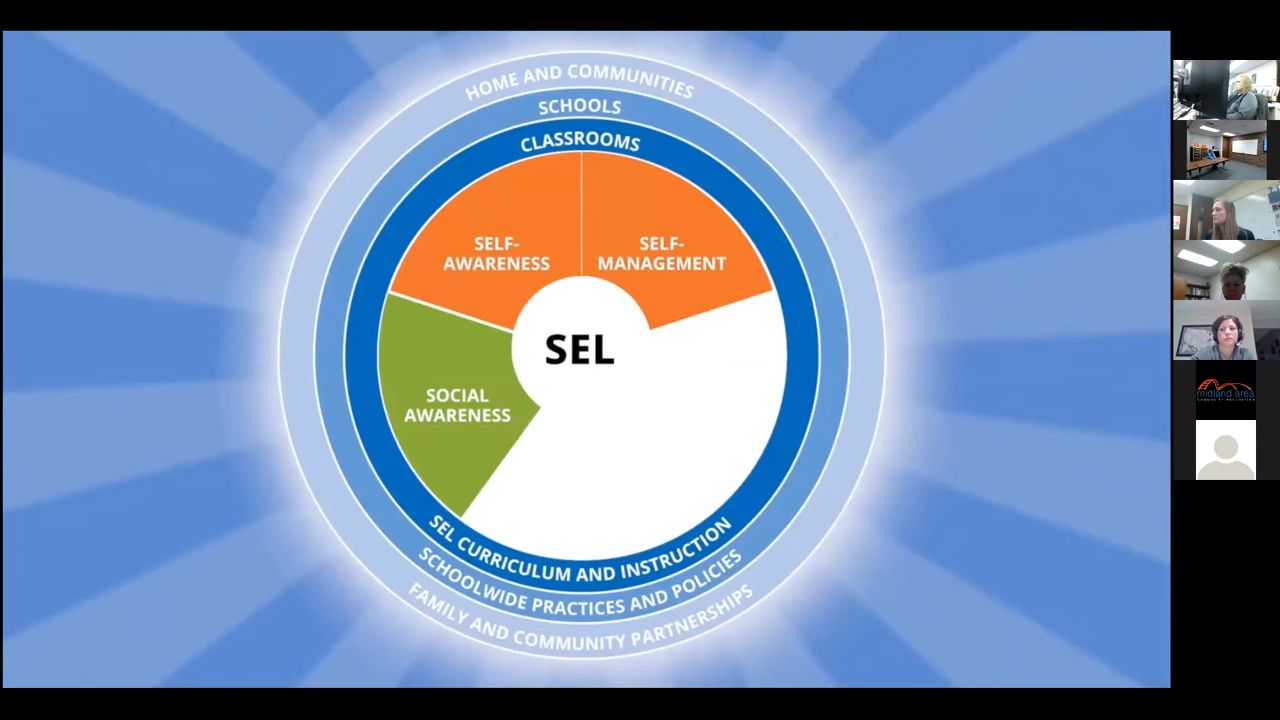 HOME AND COMMUNITIES
SCHOOLS
CLASSROOMS
SELF-
AWARENESS
SELF-
MANAGEMENT
SEL
SOCIAL
AWARENESS
SEL CURRICULUM AND INSTRUCTION
SCHOOLWIDE PRACTICES AND POLICIES
FAMILY AND COMMUNITY PARTNERSHIPS
midland area